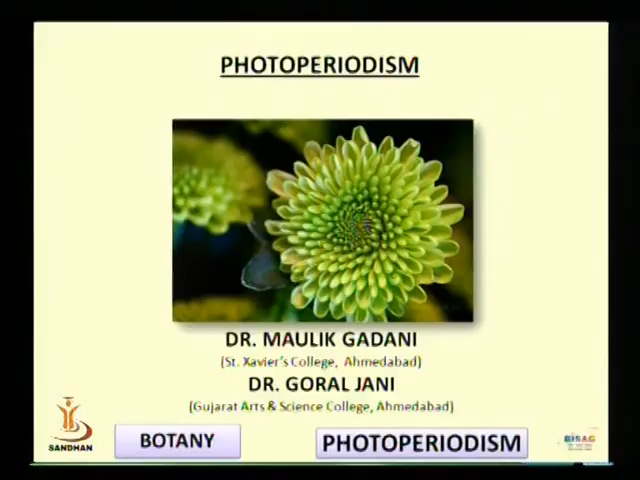 PHOTOPERIODISM
DR. MAULIK GADANI
(St. Xavier's College, Ahmedabad)
DR. GORAL JANI
(Gujarat Arts & Science College, Ahmedabad)
SANDHAN
BOTANY
PHOTOPERIODISM
BISAG